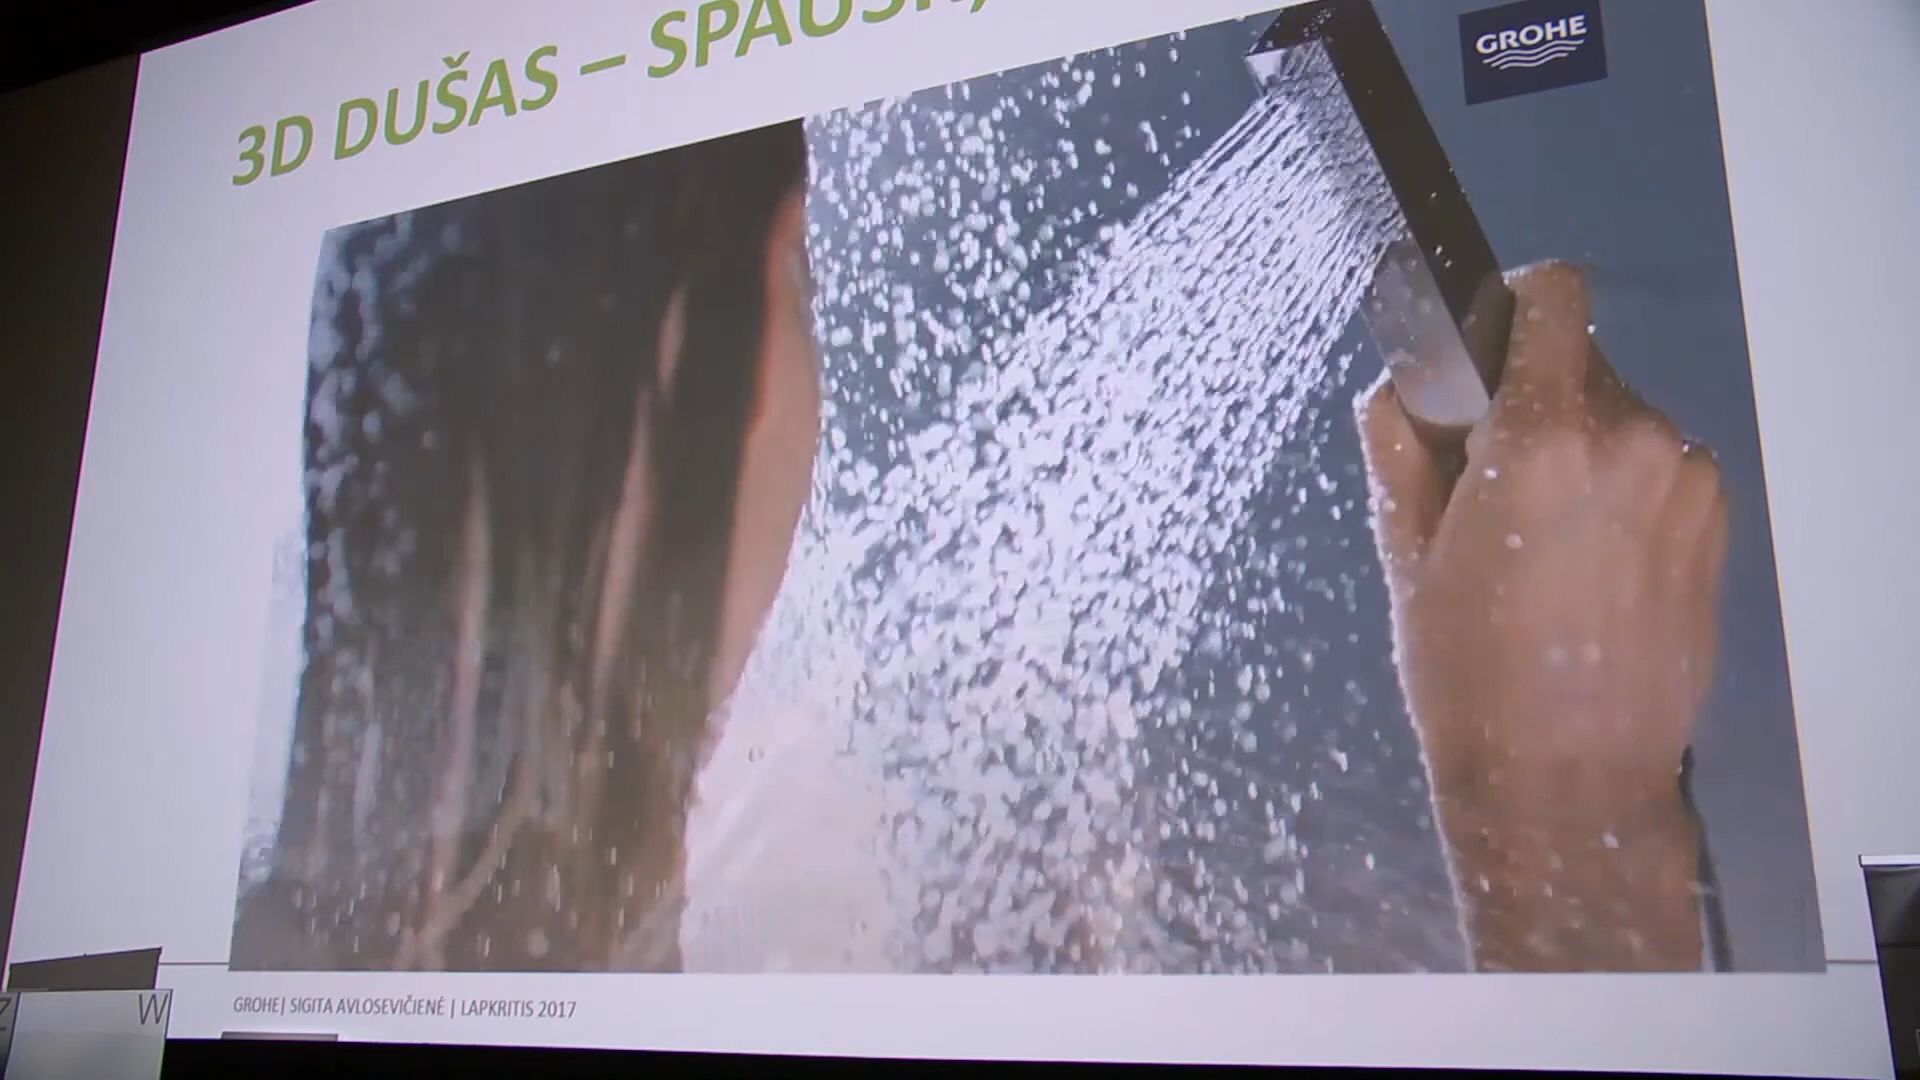 3D DUŠAS –
GROHE
GROHE| SIGITA AVLOSEVIČIENĖ | LAPKRITIS 2017
Z
W